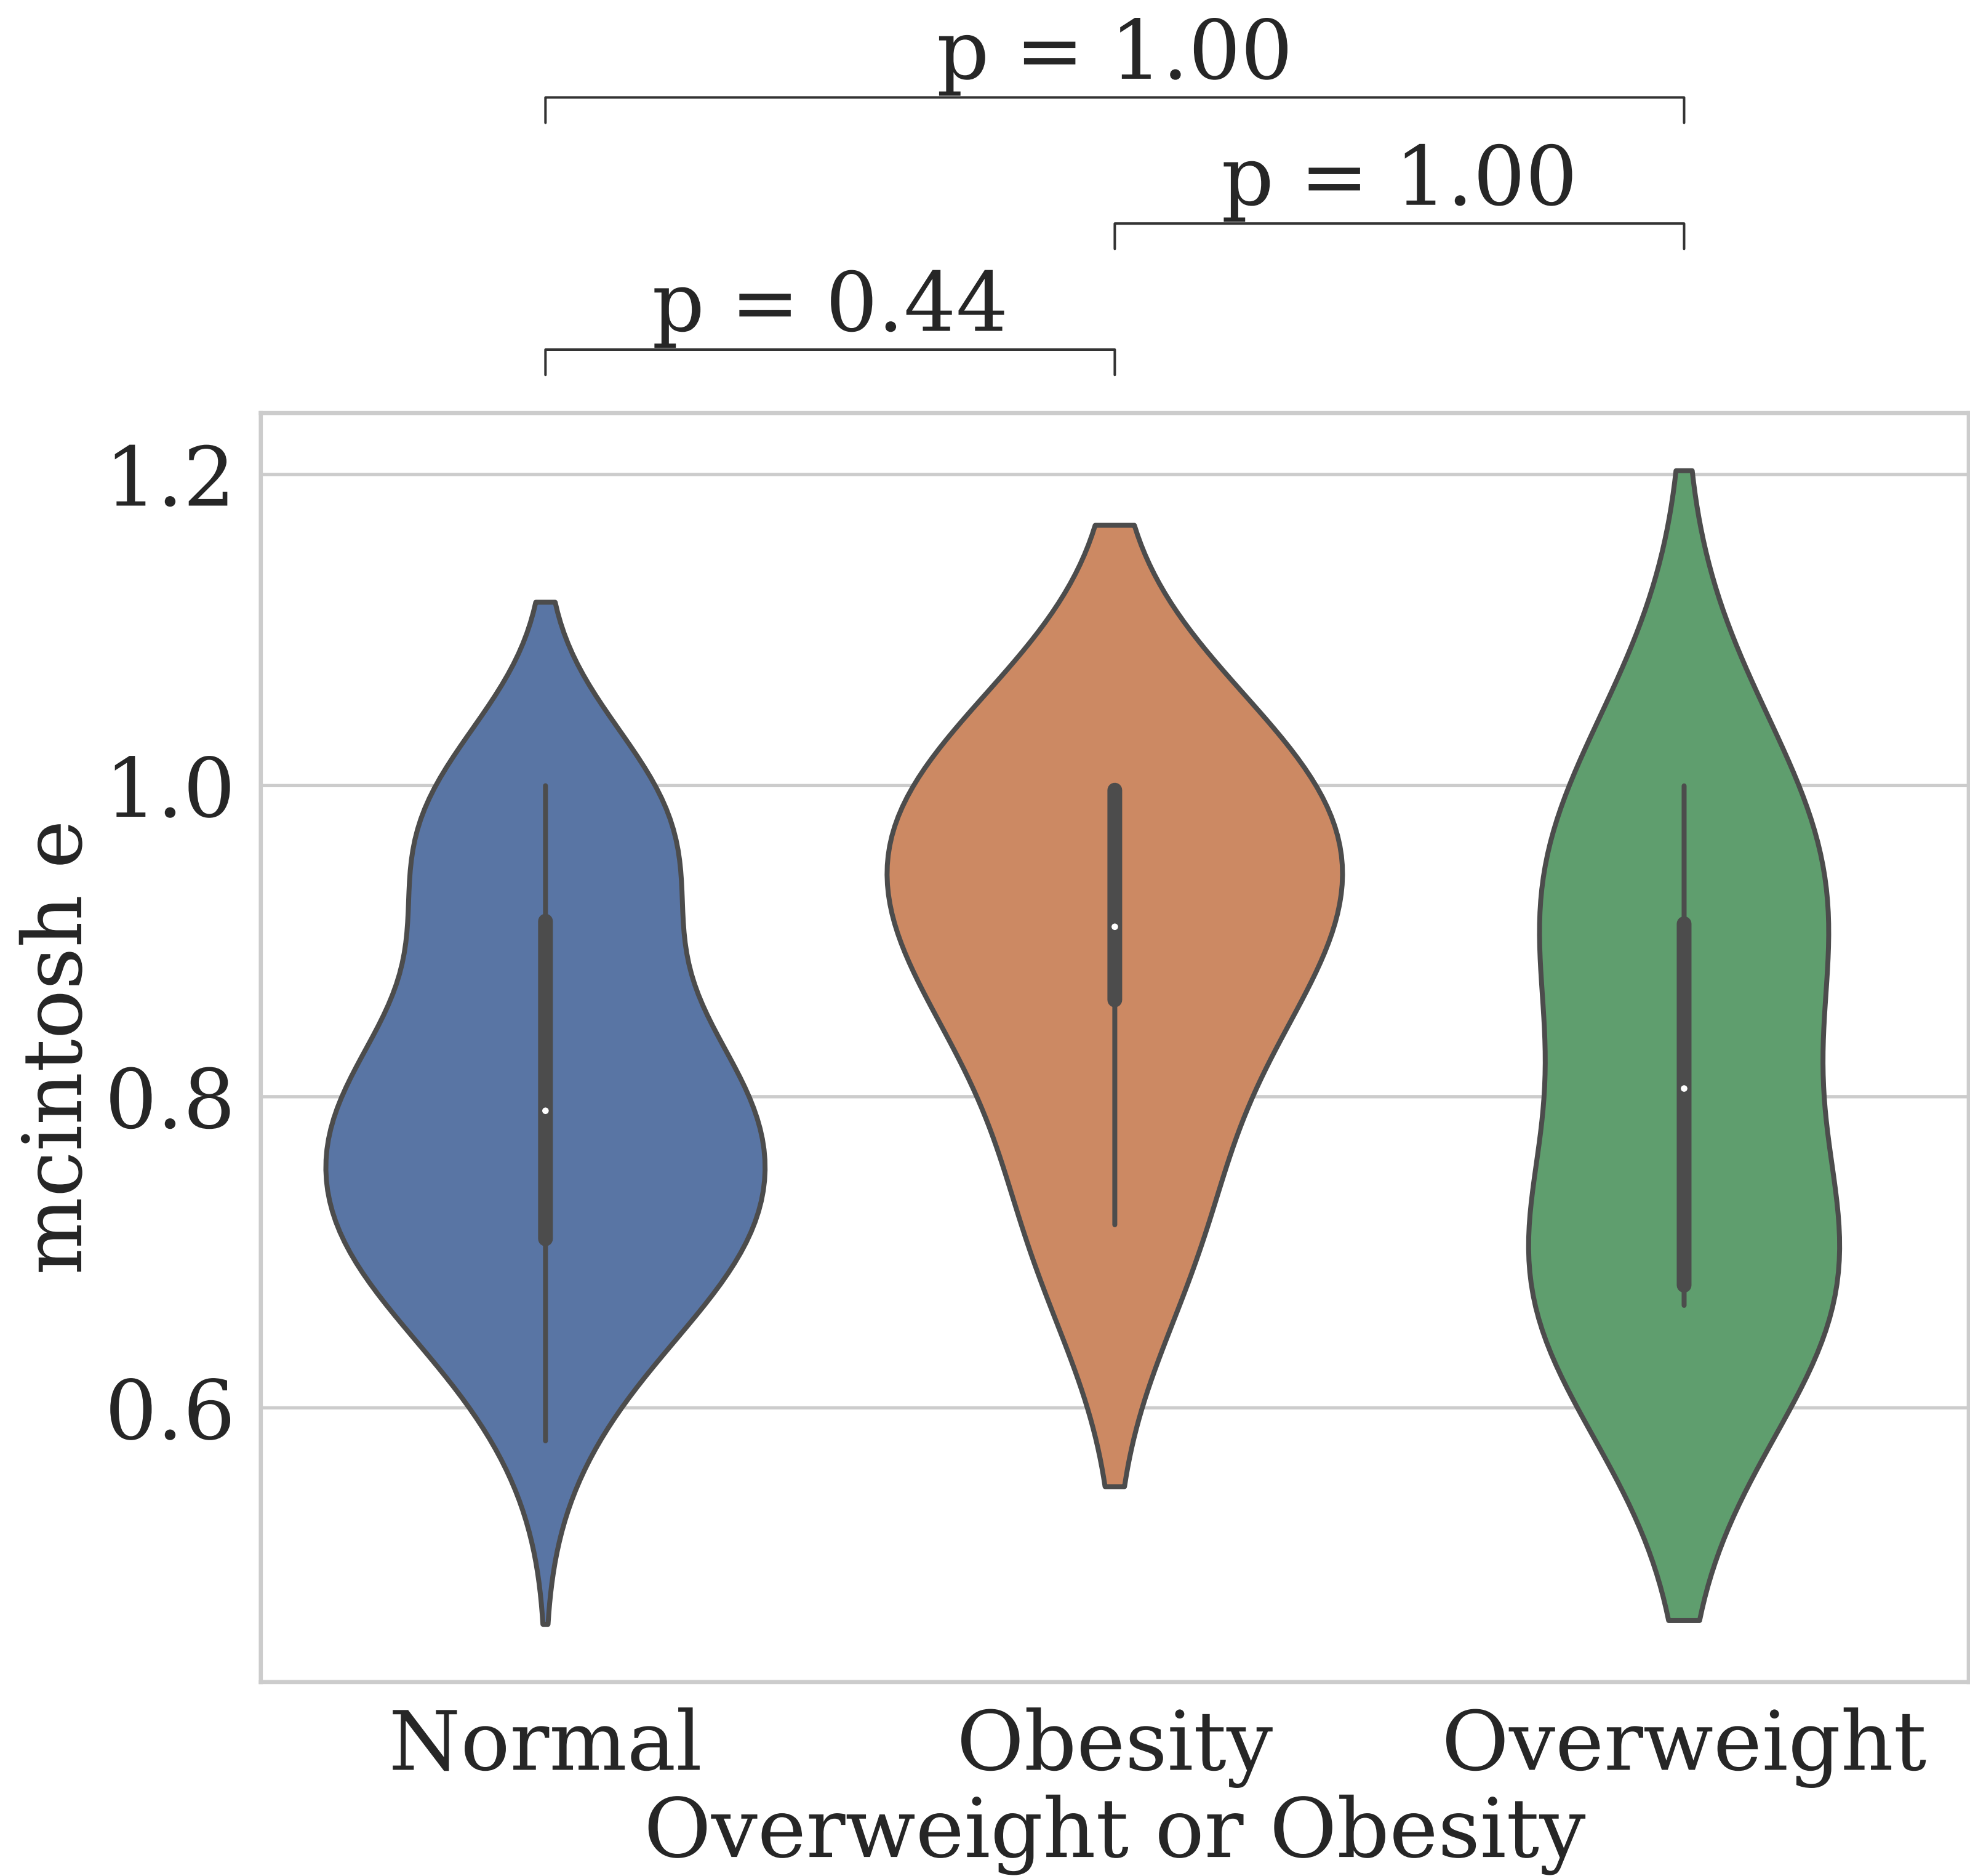 p = 1.00
p = 1.00
p = 0.44
1.2
1.0
0.8
0.6
mcintosh e
Normal
Obesity
Overweight
Overweight or Obesity